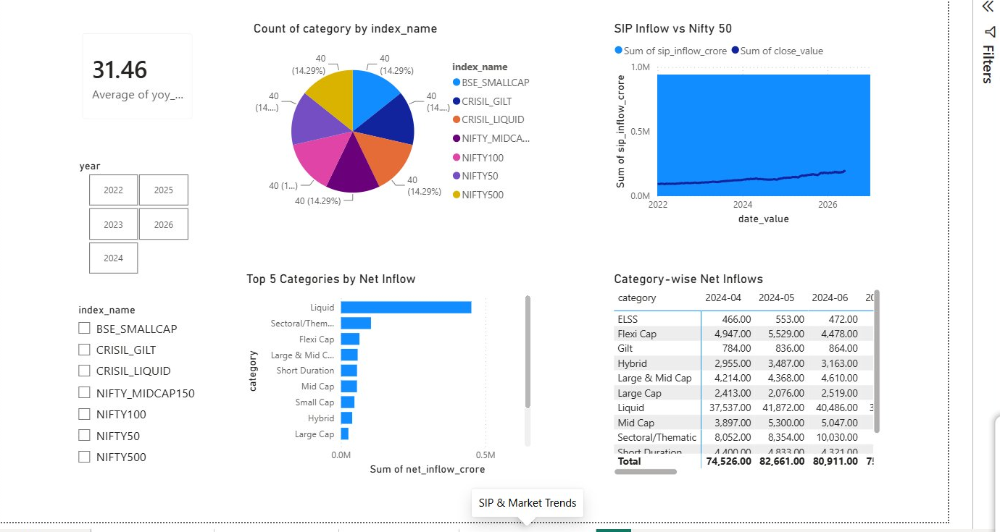 31.46
Average of yoy_...
year
2022
2025
2023
2026
2024
index_name
BSE_SMALLCAP
CRISIL_GILT
CRISIL_LIQUID
NIFTY_MIDCAP150
NIFTY100
NIFTY50
NIFTY500
Count of category by index_name
40
(14.29%)
40
(14....)
40
(14.29%)
40 (14.29%)
40 (1...)
40
(14....)
40
(14.29%)
index_name
BSE_SMALLCAP
CRISIL_GILT
CRISIL_LIQUID
NIFTY_MIDCA...
NIFTY100
NIFTY50
NIFTY500
SIP Inflow vs Nifty 50
Sum of sip_inflow_crore Sum of close_value
Sum of sip_inflow_crore
1.0M
0.5M
0.0M
2022 2024 2026
date_value
Top 5 Categories by Net Inflow
category
Liquid
Sectoral/Them...
Flexi Cap
Large & Mid C...
Short Duration
Mid Cap
Small Cap
Hybrid
Large Cap
0.0M 0.5M
Sum of net_inflow_crore
Category-wise Net Inflows
category 2024-04 2024-05 2024-06 20
ELSS 466.00 553.00 472.00
Flexi Cap 4,947.00 5,529.00 4,478.00
Gilt 784.00 836.00 864.00
Hybrid 2,955.00 3,487.00 3,163.00
Large & Mid Cap 4,214.00 4,368.00 4,610.00
Large Cap 2,413.00 2,076.00 2,519.00
Liquid 37,537.00 41,872.00 40,486.00 3
Mid Cap 3,897.00 5,300.00 5,047.00
Sectoral/Thematic 8,052.00 8,354.00 10,030.00
Short Duration 4,400.00 4,833.00 4,321.00
Total 74,526.00 82,661.00 80,911.00
SIP & Market Trends
Filters